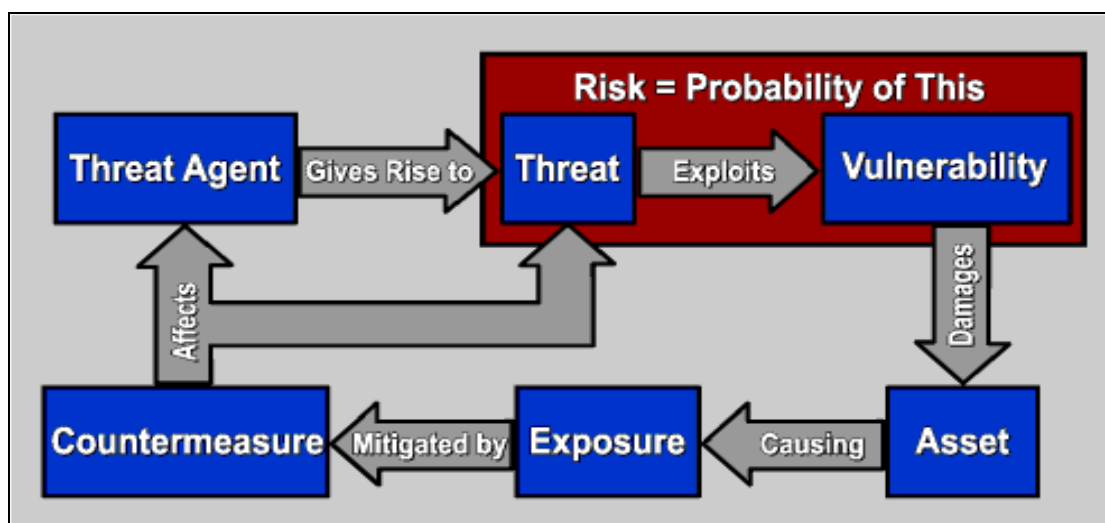 Risk = Probability of This
Threat Agent
Gives Rise to
Threat
Exploits
Vulnerability
Affects
Damages
Countermeasure
Mitigated by
Exposure
Causing
Asset